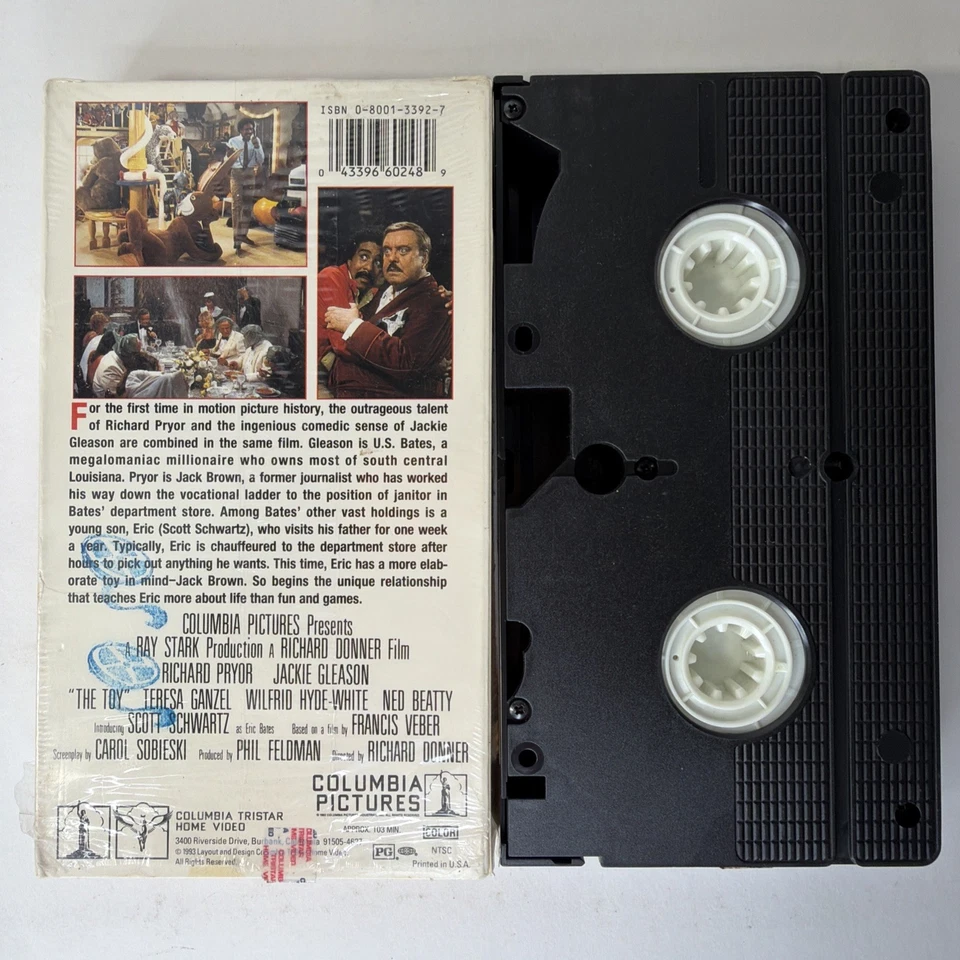 ISBN 0-8001-3392-7
0 43396 60248 9
For the first time in motion picture history, the outrageous talent
of Richard Pryor and the ingenious comedic sense of Jackie
Gleason are combined in the same film. Gleason is U.S. Bates, a
megalomaniac millionaire who owns most of south central
Louisiana. Pryor is Jack Brown, a former journalist who has worked
his way down the vocational ladder to the position of janitor in
Bates' department store. Among Bates' other vast holdings is a
young son, Eric (Scott Schwartz), who visits his father for one week
a year. Typically, Eric is chauffeured to the department store after
hours to pick out anything he wants. This time, Eric has a more elab-
orate toy in mind–Jack Brown. So begins the unique relationship
that teaches Eric more about life than fun and games.
COLUMBIA PICTURES Presents
A RAY STARK Production A RICHARD DONNER Film
RICHARD PRYOR JACKIE GLEASON
"THE TOY" TERESA GANZEL WILFRID HYDE-WHITE NED BEATTY
Introducing SCOTT SCHWARTZ as Eric Bates Based on a film by FRANCIS VEBER
Screenplay by CAROL SOBIESKI Produced by PHIL FELDMAN Directed by RICHARD DONNER
COLUMBIA
PICTURES
COLUMBIA TRISTAR
HOME VIDEO
3400 Riverside Drive, Burbank, California 91505-4627
© 1993 Layout and Design Home Video.
All Rights Reserved.
APPROX. 103 MIN.
COLOR
PG
NTSC
Printed in U.S.A.